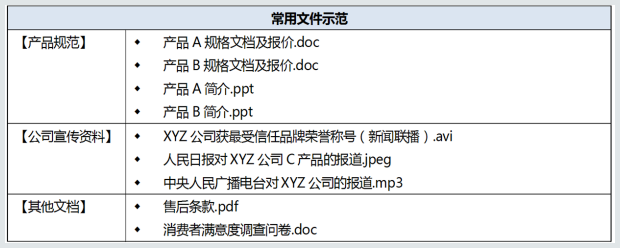 常用文件示范
【产品规范】 ◆ 产品 A 规格文档及报价.doc
◆ 产品 B 规格文档及报价.doc
◆ 产品 A 简介.ppt
◆ 产品 B 简介.ppt
【公司宣传资料】 ◆ XYZ 公司获最受信任品牌荣誉称号（新闻联播）.avi
◆ 人民日报对 XYZ 公司 C 产品的报道.jpeg
◆ 中央人民广播电台对 XYZ 公司的报道.mp3
【其他文档】 ◆ 售后条款.pdf
◆ 消费者满意度调查问卷.doc